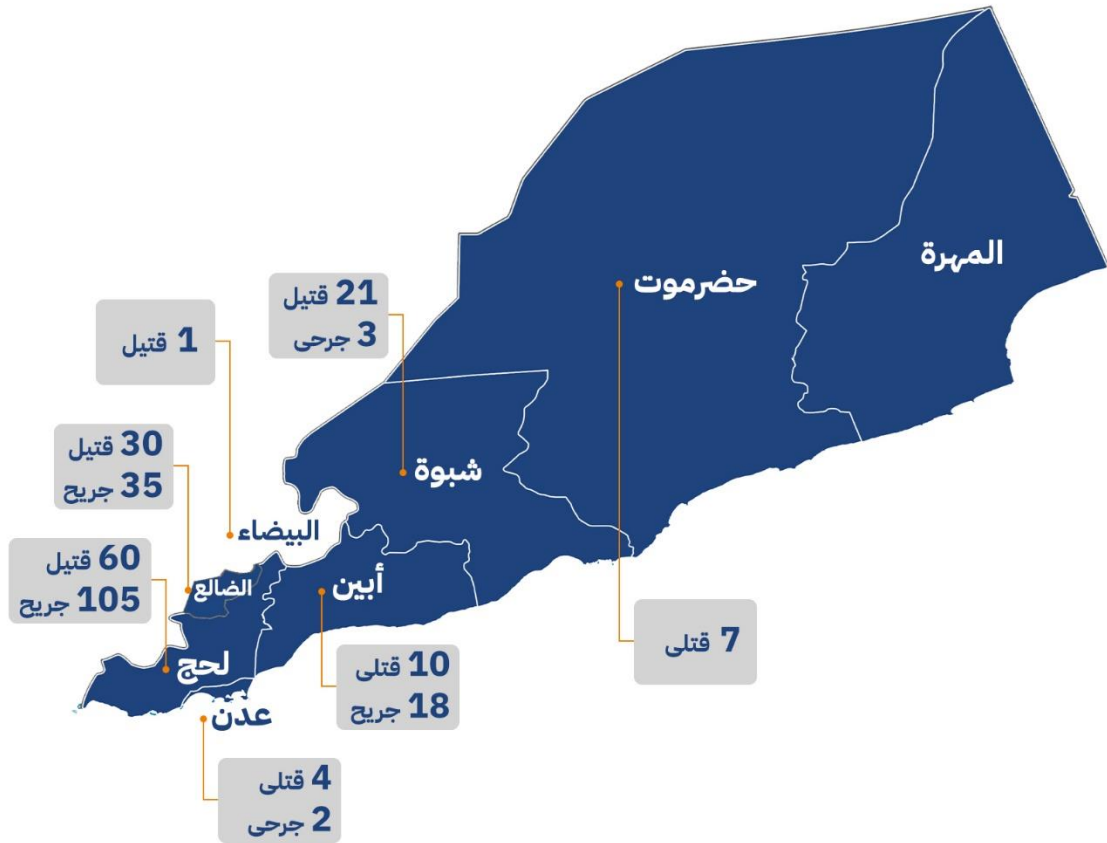 المهرة
حضرموت
21 قتيل
3 جرحى
1 قتيل
30 قتيل
35 جريح
شبوة
البيضاء
60 قتيل
105 جريح
الضالع
أبين
7 قتلى
لحج
10 قتلى
18 جريح
عدن
4 قتلى
2 جرحى